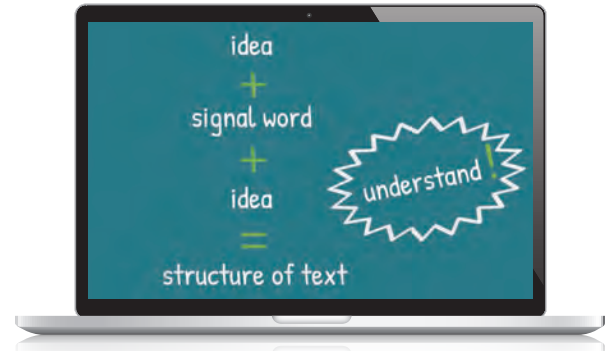 idea
+
signal word
+
idea
=
structure of text
understand!